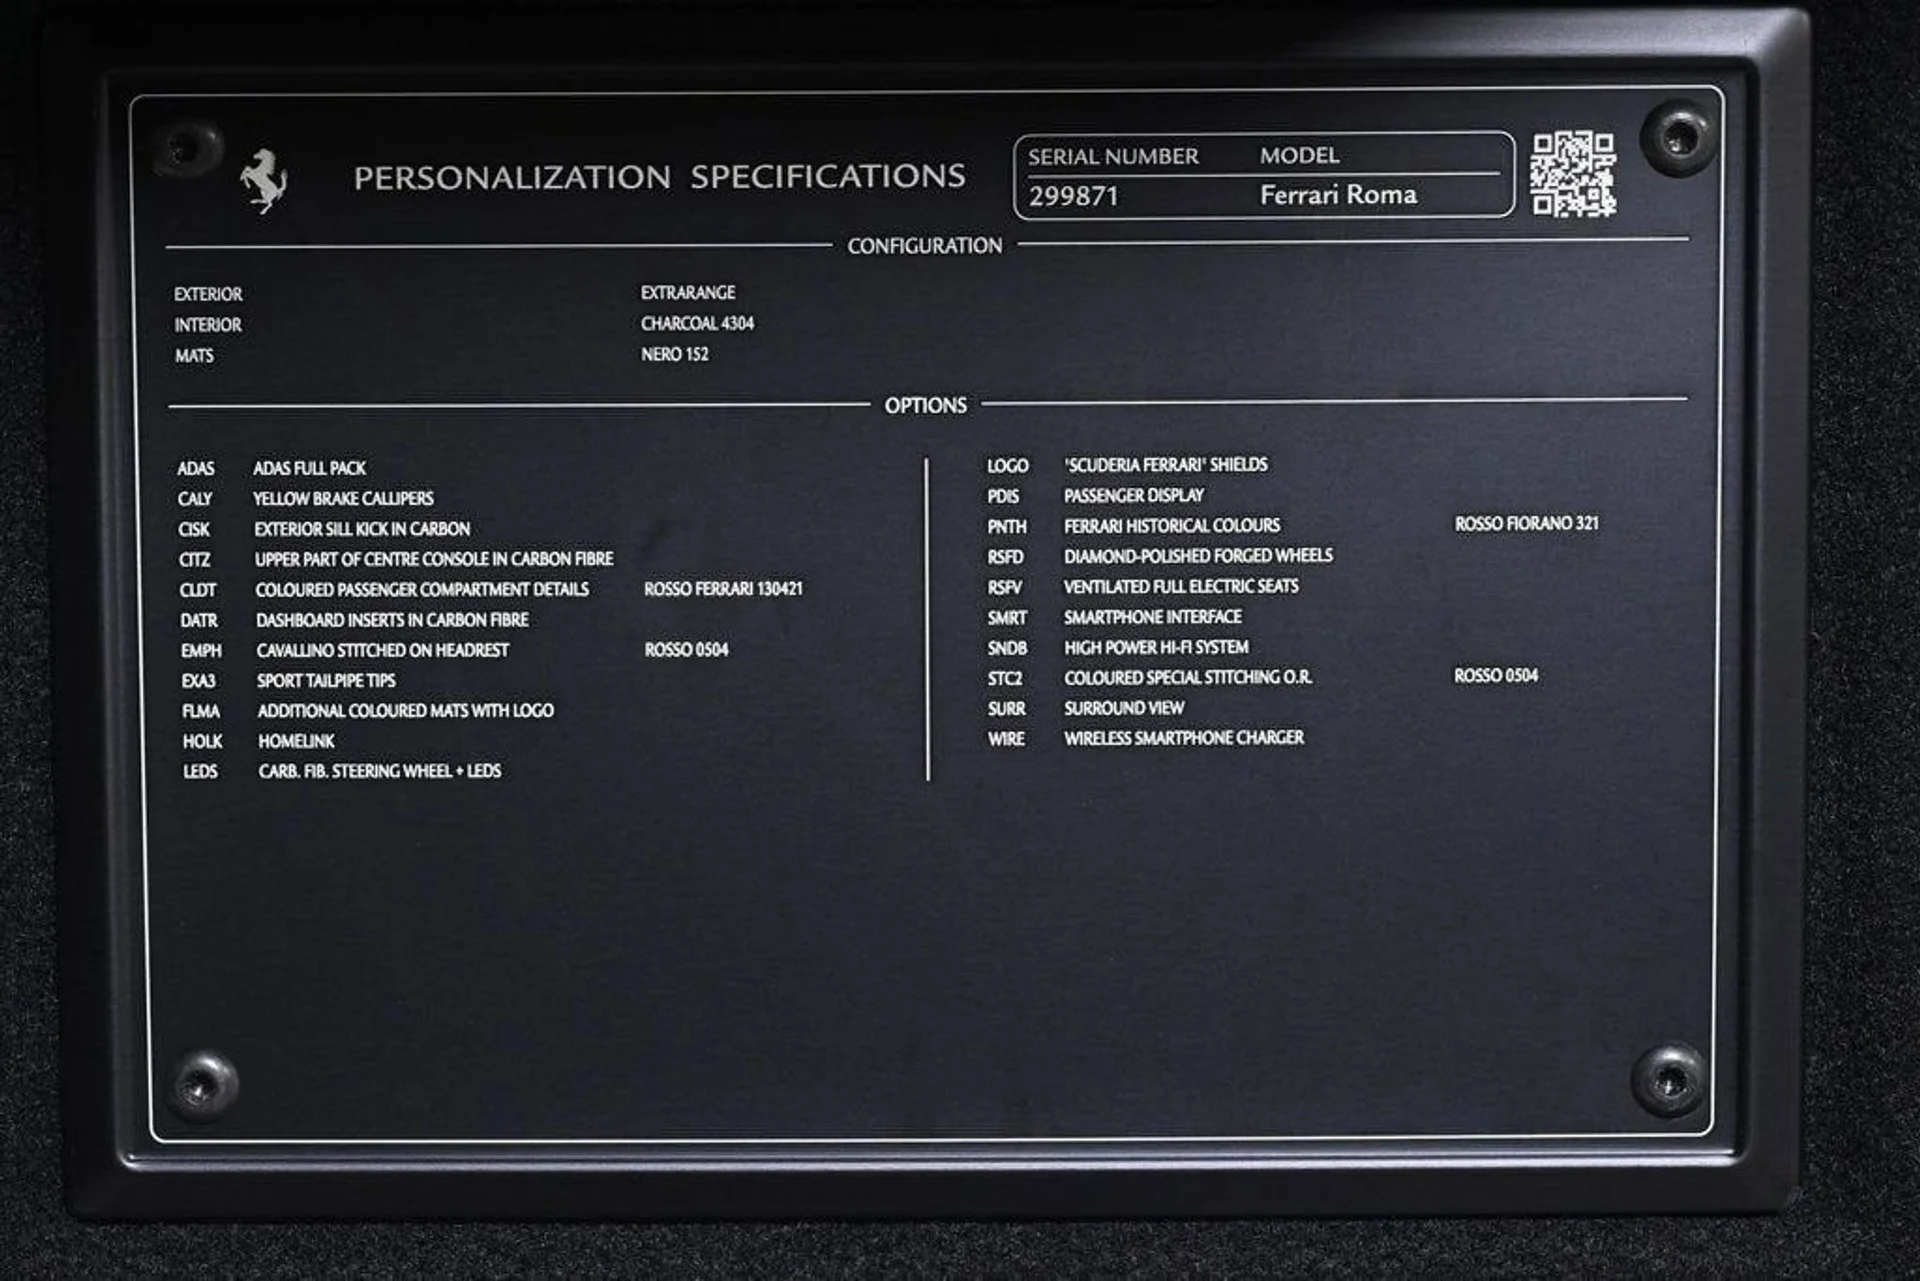 PERSONALIZATION SPECIFICATIONS
SERIAL NUMBER MODEL
299871 Ferrari Roma
CONFIGURATION
EXTERIOR EXTRARANGE
INTERIOR CHARCOAL 4304
MATS NERO 152
OPTIONS
ADAS ADAS FULL PACK
CALY YELLOW BRAKE CALLIPERS
CISK EXTERIOR SILL KICK IN CARBON
CITZ UPPER PART OF CENTRE CONSOLE IN CARBON FIBRE
CLDT COLOURED PASSENGER COMPARTMENT DETAILS ROSSO FERRARI 130421
DATR DASHBOARD INSERTS IN CARBON FIBRE
EMPH CAVALLINO STITCHED ON HEADREST ROSSO 0504
EXA3 SPORT TAILPIPE TIPS
FLMA ADDITIONAL COLOURED MATS WITH LOGO
HOLK HOMELINK
LEDS CARB. FIB. STEERING WHEEL + LEDS
LOGO "SCUDERIA FERRARI" SHIELDS
PDIS PASSENGER DISPLAY
PNTH FERRARI HISTORICAL COLOURS ROSSO FIORANO 321
RSFD DIAMOND-POLISHED FORGED WHEELS
RSFV VENTILATED FULL ELECTRIC SEATS
SMRT SMARTPHONE INTERFACE
SNDB HIGH POWER HI-FI SYSTEM
STC2 COLOURED SPECIAL STITCHING O.R. ROSSO 0504
SURR SURROUND VIEW
WIRE WIRELESS SMARTPHONE CHARGER